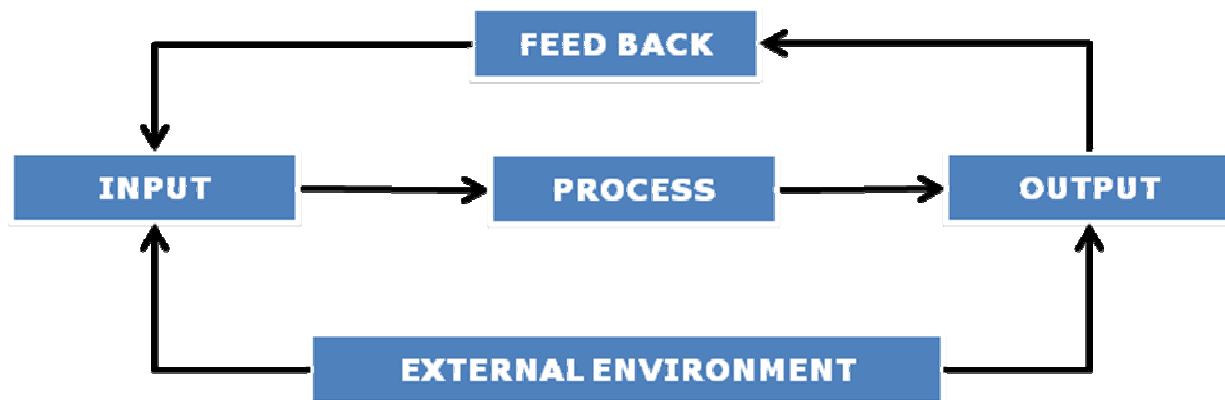 FEED BACK
INPUT
PROCESS
OUTPUT
EXTERNAL ENVIRONMENT